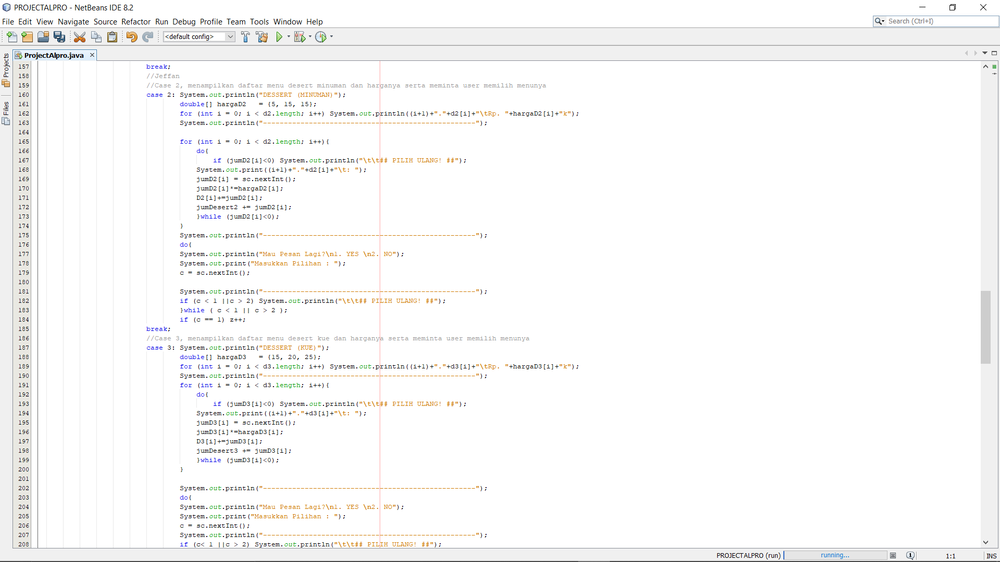 PROJECTALPRO - NetBeans IDE 8.2
File Edit View Navigate Source Refactor Run Debug Profile Team Tools Window Help
Search (Ctrl+I)
<default config>
ProjectAlpro.java
Projects
Files
157 break;
158 //Jeffan
159 //Case 2, menampilkan daftar menu desert minuman dan harganya serta meminta user memilih menunya
160 case 2: System.out.println("DESSERT (MINUMAN)");
161 double[] hargaD2   = {5, 15, 15};
162 for (int i = 0; i < d2.length; i++) System.out.println((i+1)+"."+d2[i]+"\tRp. "+hargaD2[i]+"k");
163 System.out.println("---------------------------------------------------");
164
165 for (int i = 0; i < d2.length; i++){
166 do{
167 if (jumD2[i]<0) System.out.println("\t\t## PILIH ULANG! ##");
168 System.out.print((i+1)+"."+d2[i]+"\t: ");
169 jumD2[i] = sc.nextInt();
170 jumD2[i]*=hargaD2[i];
171 D2[i]+=jumD2[i];
172 jumDesert2 += jumD2[i];
173 }while (jumD2[i]<0);
174 }
175 System.out.println("---------------------------------------------------");
176 do{
177 System.out.println("Mau Pesan Lagi?\n1. YES \n2. NO");
178 System.out.print("Masukkan Pilihan : ");
179 c = sc.nextInt();
180
181 System.out.println("---------------------------------------------------");
182 if (c < 1 ||c > 2) System.out.println("\t\t## PILIH ULANG! ##");
183 }while ( c < 1 || c > 2 );
184 if (c == 1) z++;
185 break;
186 //Case 3, menampilkan daftar menu desert kue dan harganya serta meminta user memilih menunya
187 case 3: System.out.println("DESSERT (KUE)");
188 double[] hargaD3   = {15, 20, 25};
189 for (int i = 0; i < d3.length; i++) System.out.println((i+1)+"."+d3[i]+"\tRp. "+hargaD3[i]+"k");
190 System.out.println("---------------------------------------------------");
191 for (int i = 0; i < d3.length; i++){
192 do{
193 if (jumD3[i]<0) System.out.println("\t\t## PILIH ULANG! ##");
194 System.out.print((i+1)+"."+d3[i]+"\t: ");
195 jumD3[i] = sc.nextInt();
196 jumD3[i]*=hargaD3[i];
197 D3[i]+=jumD3[i];
198 jumDesert3 += jumD3[i];
199 }while (jumD3[i]<0);
200 }
201
202 System.out.println("---------------------------------------------------");
203 do{
204 System.out.println("Mau Pesan Lagi?\n1. YES \n2. NO");
205 System.out.print("Masukkan Pilihan : ");
206 c = sc.nextInt();
207 System.out.println("---------------------------------------------------");
208 if (c< 1 ||c > 2) System.out.println("\t\t## PILIH ULANG! ##");
PROJECTALPRO (run) running... 1 1:1 INS